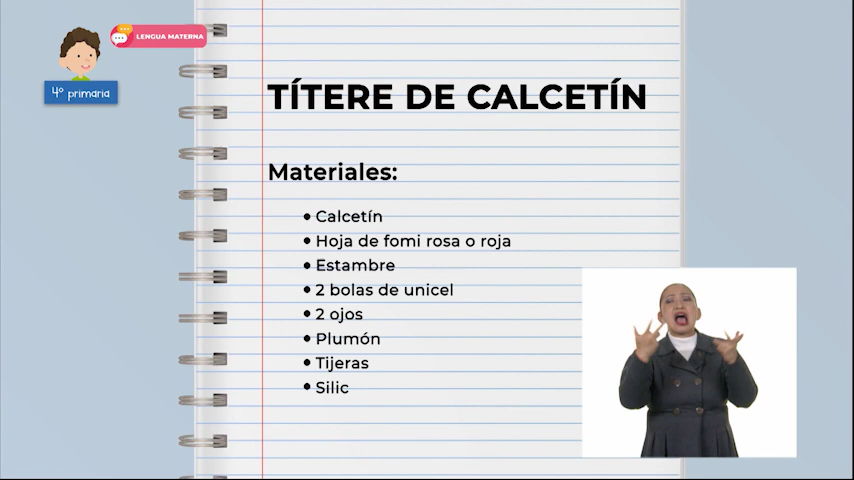 LENGUA MATERNA
4º primaria
TÍTERE DE CALCETÍN
Materiales:
• Calcetín
• Hoja de fomi rosa o roja
• Estambre
• 2 bolas de unicel
• 2 ojos
• Plumón
• Tijeras
• Silic